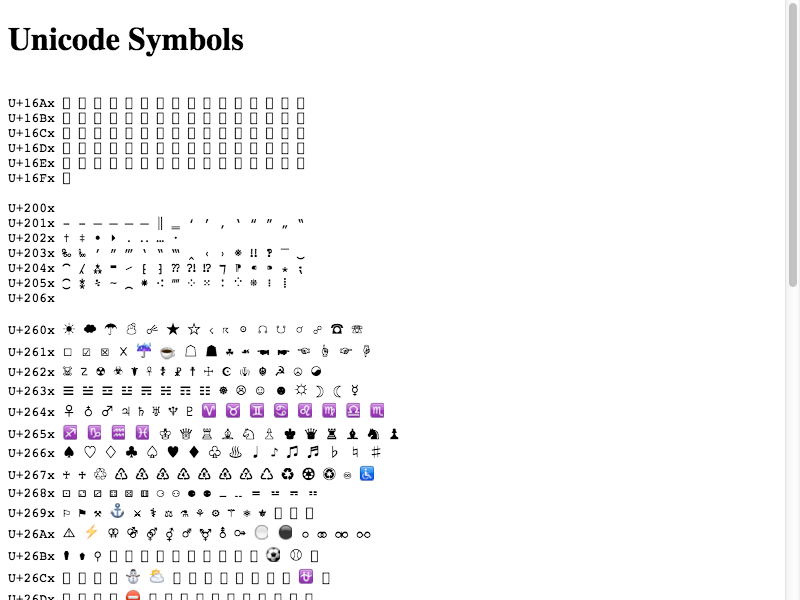 Unicode Symbols
U+16Ax
U+16Bx
U+16Cx
U+16Dx
U+16Ex
U+16Fx
U+200x
U+201x ‐ ‑ ‒ – — ― ‖ ‗ ‘ ’ ‚ ‛ “ ” „ ‟
U+202x † ‡ • ‣ ․ ‥ … ‧
U+203x ‰ ‱ ′ ″ ‴ ‵ ‶ ‷ ‸ ‹ › ※ ‼ ‽ ‾ ‿
U+204x ⁀ ⁁ ⁂ ⁃ ⁄ ⁅ ⁆ ⁇ ⁈ ⁉ ⁊ ⁋ ⁌ ⁍ ⁎ ⁏
U+205x ⁐ ⁑ ⁒ ⁓ ⁔ ⁕ ⁖ ⁗ ⁘ ⁙ ⁚ ⁛ ⁜ ⁝ ⁞
U+206x
U+260x ☀ ☁ ☂ ☃ ☄ ★ ☆ ☇ ☈ ☉ ☊ ☋ ☌ ☍ ☎ ☏
U+261x ☐ ☑ ☒ ☓ ☔ ☕ ☖ ☗ ☘ ☙ ☚ ☛ ☜ ☝ ☞ ☟
U+262x ☠ ☡ ☢ ☣ ☤ ☥ ☦ ☧ ☨ ☩ ☪ ☫ ☬ ☭ ☮ ☯
U+263x ☰ ☱ ☲ ☳ ☴ ☵ ☶ ☷ ☸ ☹ ☺ ☻ ☼ ☽ ☾ ☿
U+264x ♀ ♁ ♂ ♃ ♄ ♅ ♆ ♇ ♈ ♉ ♊ ♋ ♌ ♍ ♎ ♏
U+265x ♐ ♑ ♒ ♓ ♔ ♕ ♖ ♗ ♘ ♙ ♚ ♛ ♜ ♝ ♞ ♟
U+266x ♠ ♡ ♢ ♣ ♤ ♥ ♦ ♧ ♨ ♩ ♪ ♫ ♬ ♭ ♮ ♯
U+267x ♰ ♱ ♲ ♳ ♴ ♵ ♶ ♷ ♸ ♹ ♺ ♻ ♼ ♽ ♾ ♿
U+268x ⚀ ⚁ ⚂ ⚃ ⚄ ⚅ ⚆ ⚇ ⚈ ⚉ ⚊ ⚋ ⚌ ⚍ ⚎ ⚏
U+269x ⚐ ⚑ ⚒ ⚓ ⚔ ⚕ ⚖ ⚗ ⚘ ⚙ ⚚ ⚛ ⚜
U+26Ax ⚠ ⚡ ⚢ ⚣ ⚤ ⚥ ⚦ ⚧ ⚨ ⚩ ⚪ ⚫ ⚬ ⚭ ⚮ ⚯
U+26Bx ⚰ ⚱ ⚲ ⚽ ⚾
U+26Cx ⛄ ⛅ ⛎
U+26Dx ⛔